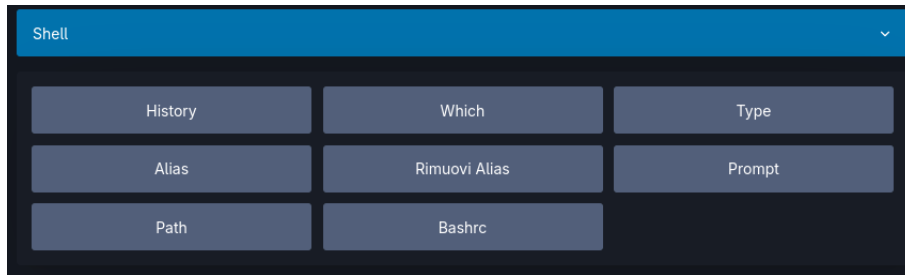 Shell
History
Which
Type
Alias
Rimuovi Alias
Prompt
Path
Bashrc